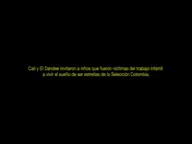 Cali y El Dandee invitaron a niños que fueron víctimas del trabajo infantil
a vivir el sueño de ser estrellas de la Selección Colombia.